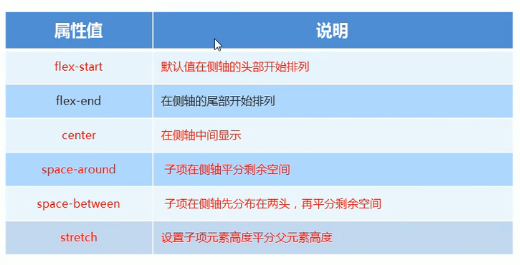 属性值 说明
flex-start 默认值在侧轴的头部开始排列
flex-end 在侧轴的尾部开始排列
center 在侧轴中间显示
space-around 子项在侧轴平分剩余空间
space-between 子项在侧轴先分布在两头，再平分剩余空间
stretch 设置子项元素高度平分父元素高度